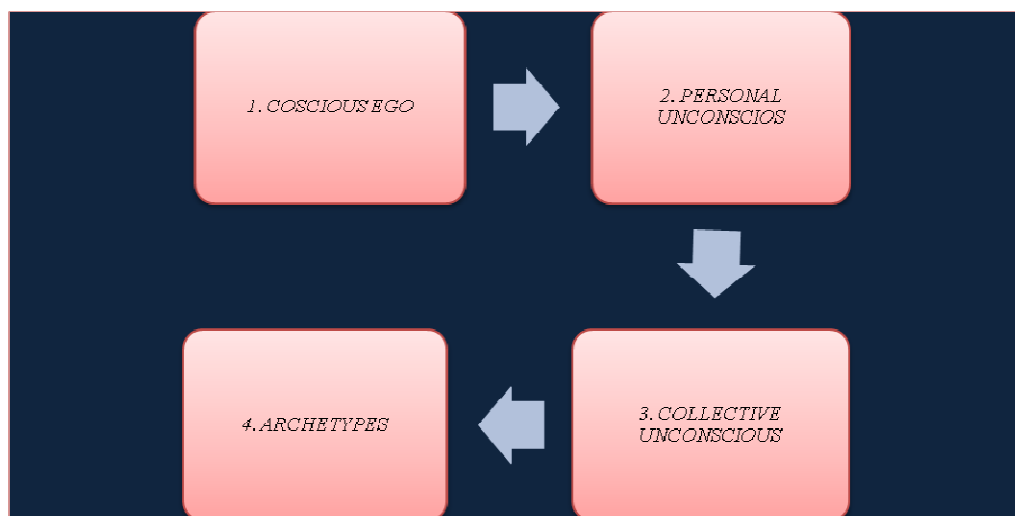 1. COSCIOUS EGO
2. PERSONAL
UNCONSCIOS
3. COLLECTIVE
UNCONSCIOUS
4. ARCHETYPES